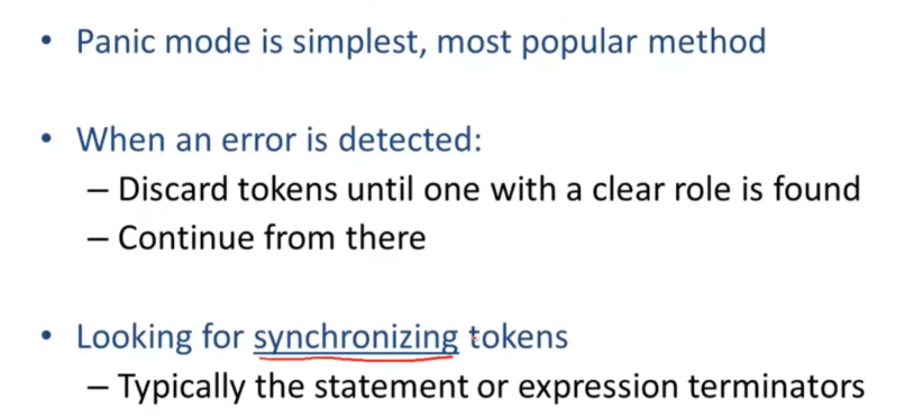 • Panic mode is simplest, most popular method
• When an error is detected:
– Discard tokens until one with a clear role is found
– Continue from there
• Looking for synchronizing tokens
– Typically the statement or expression terminators